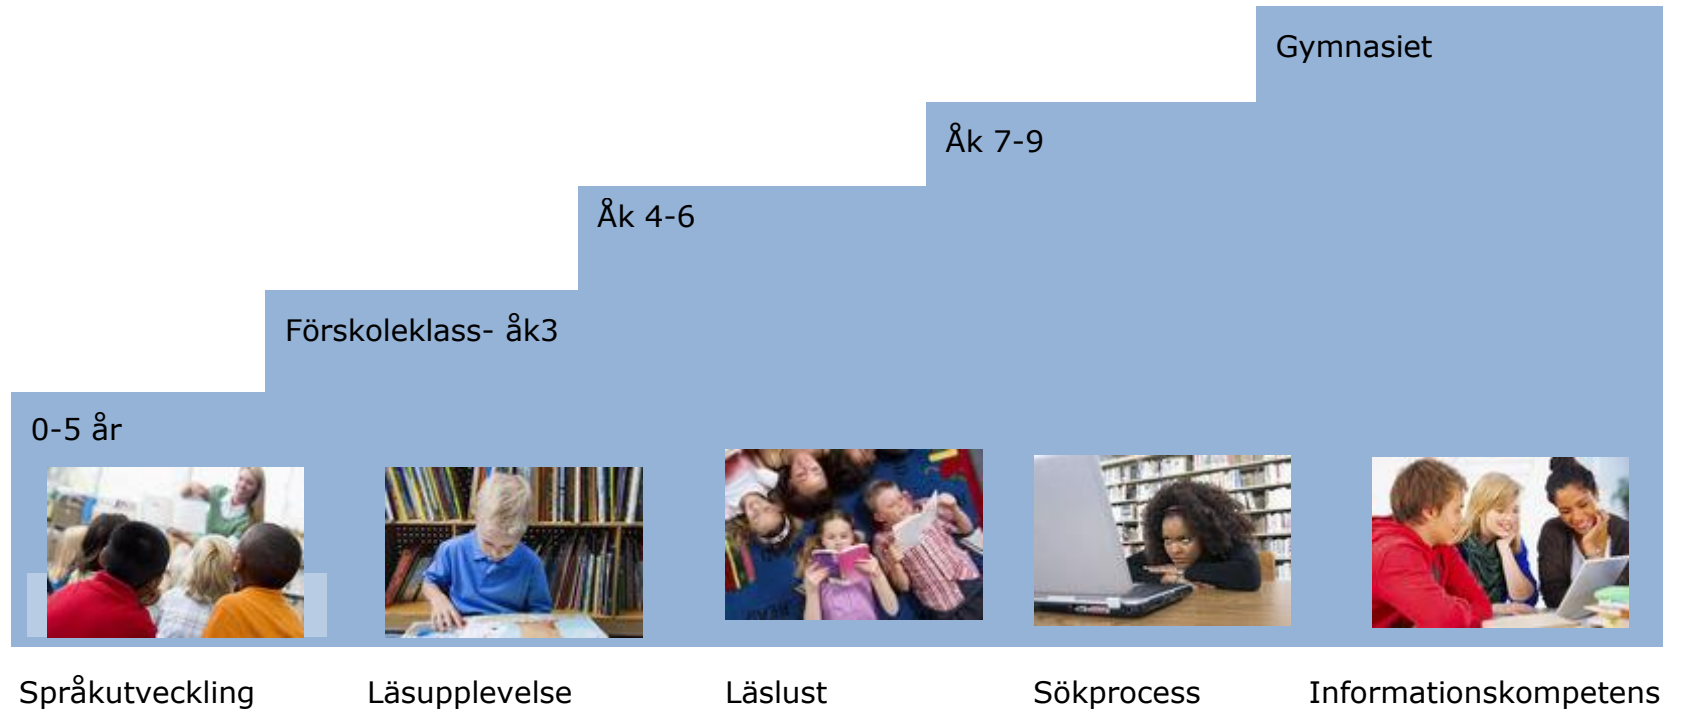 Gymnasiet
Åk 7-9
Åk 4-6
Förskoleklass- åk3
0-5 år
Språkutveckling
Läsupplevelse
Läslust
Sökprocess
Informationskompetens